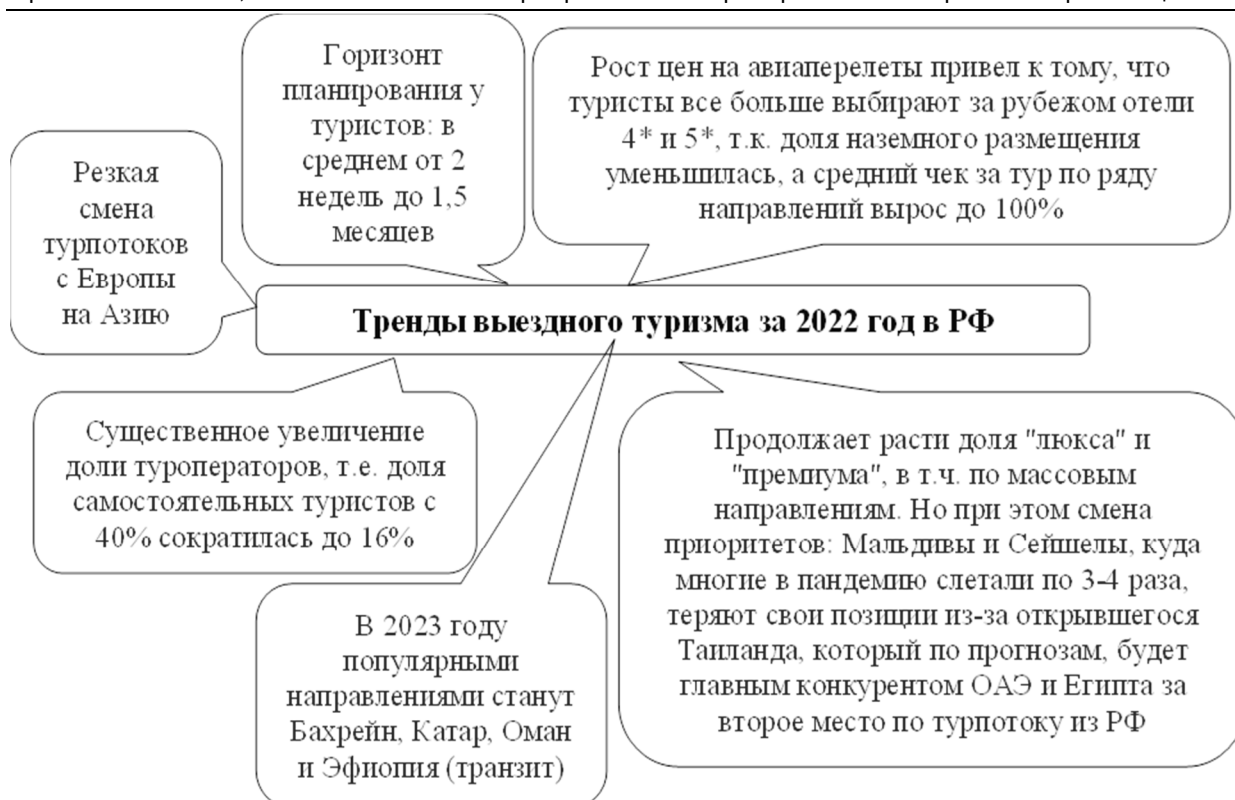 Горизонт
планирования у
туристов: в
среднем от 2
недель до 1,5
месяцев
Рост цен на авиаперелеты привел к тому, что
туристы все больше выбирают за рубежом отели
4* и 5*, т.к. доля наземного размещения
уменьшилась, а средний чек за тур по ряду
направлений вырос до 100%
Резкая
смена
турпотоков
с Европы
на Азию
Тренды выездного туризма за 2022 год в РФ
Существенное увеличение
доли туроператоров, т.е. доля
самостоятельных туристов с
40% сократилась до 16%
В 2023 году
популярными
направлениями станут
Бахрейн, Катар, Оман
и Эфиопия (транзит)
Продолжает расти доля "люкса" и
"премиума", в т.ч. по массовым
направлениям. Но при этом смена
приоритетов: Мальдивы и Сейшелы, куда
многие в пандемию слетали по 3-4 раза,
теряют свои позиции из-за открывшегося
Таиланда, который по прогнозам, будет
главным конкурентом ОАЭ и Египта за
второе место по турпотоку из РФ